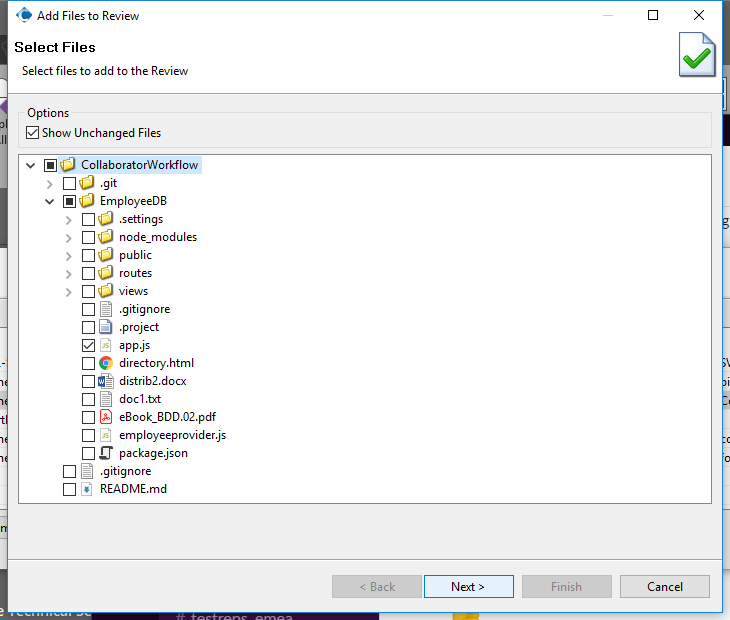 Add Files to Review
Select Files
Select files to add to the Review
Options
Show Unchanged Files
CollaboratorWorkflow
.git
EmployeeDB
.settings
node_modules
public
routes
views
.gitignore
.project
app.js
directory.html
distrib2.docx
doc1.txt
eBook_BDD.02.pdf
employeeprovider.js
package.json
.gitignore
README.md
< Back
Next >
Finish
Cancel
# testreps_emea